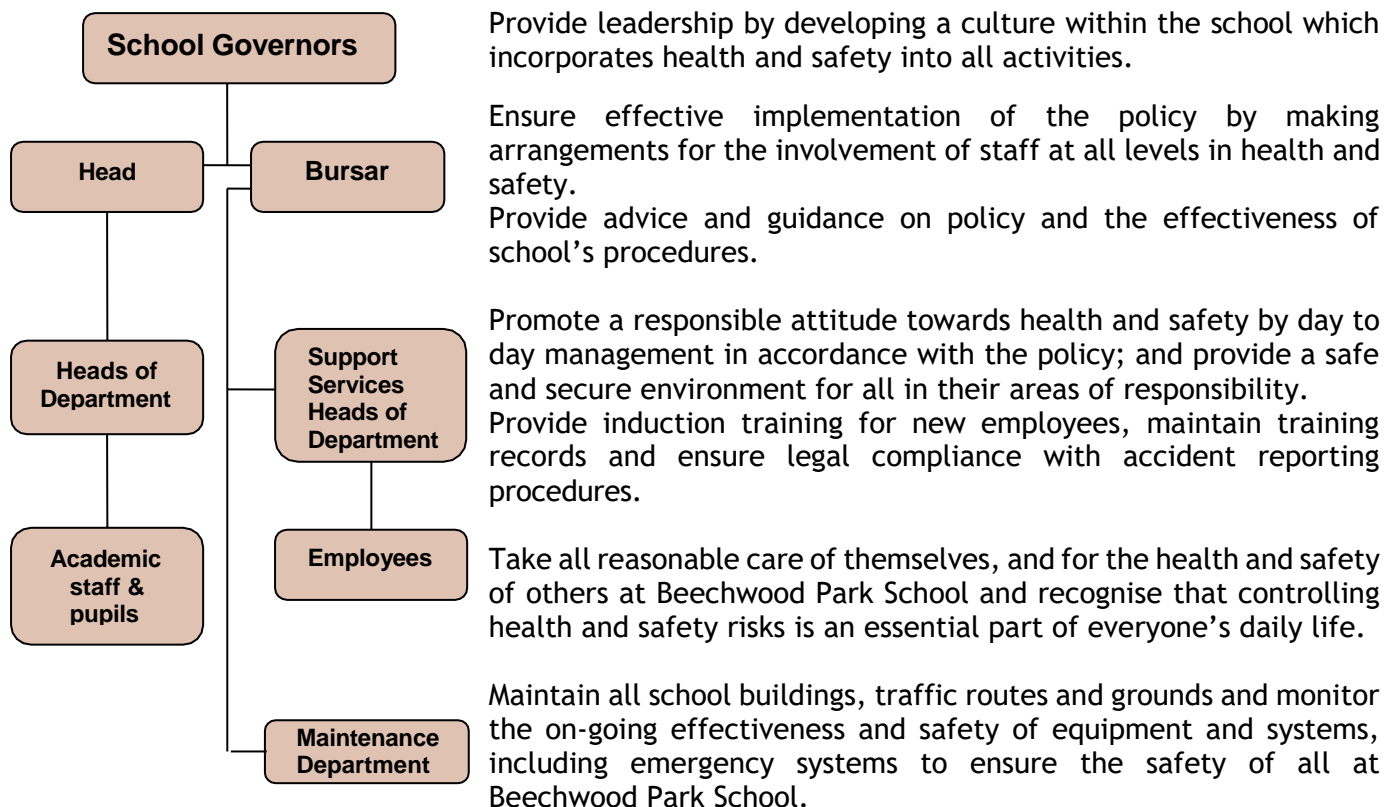 School Governors
Provide leadership by developing a culture within the school which
incorporates health and safety into all activities.
Head
Bursar
Ensure effective implementation of the policy by making
arrangements for the involvement of staff at all levels in health and
safety.
Provide advice and guidance on policy and the effectiveness of
school’s procedures.
Heads of
Department
Support
Services
Heads of
Department
Promote a responsible attitude towards health and safety by day to
day management in accordance with the policy; and provide a safe
and secure environment for all in their areas of responsibility.
Provide induction training for new employees, maintain training
records and ensure legal compliance with accident reporting
procedures.
Academic
staff &
pupils
Employees
Take all reasonable care of themselves, and for the health and safety
of others at Beechwood Park School and recognise that controlling
health and safety risks is an essential part of everyone’s daily life.
Maintenance
Department
Maintain all school buildings, traffic routes and grounds and monitor
the on-going effectiveness and safety of equipment and systems,
including emergency systems to ensure the safety of all at
Beechwood Park School.